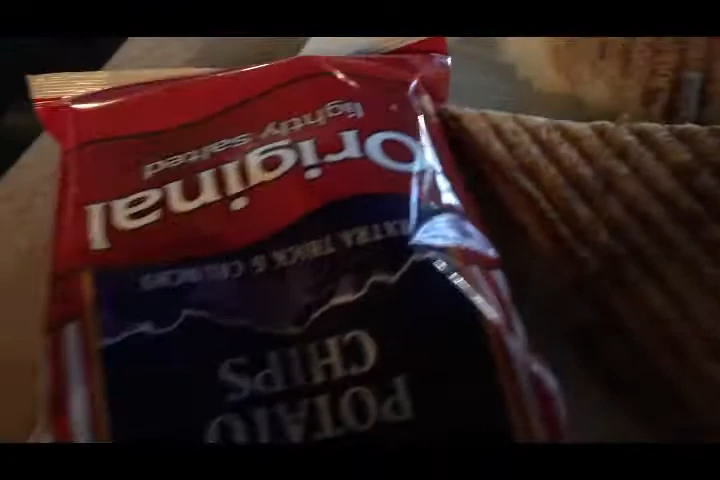 POTATO
CHIPS
EXTRA THICK & CRUNCHY
Original
lightly salted